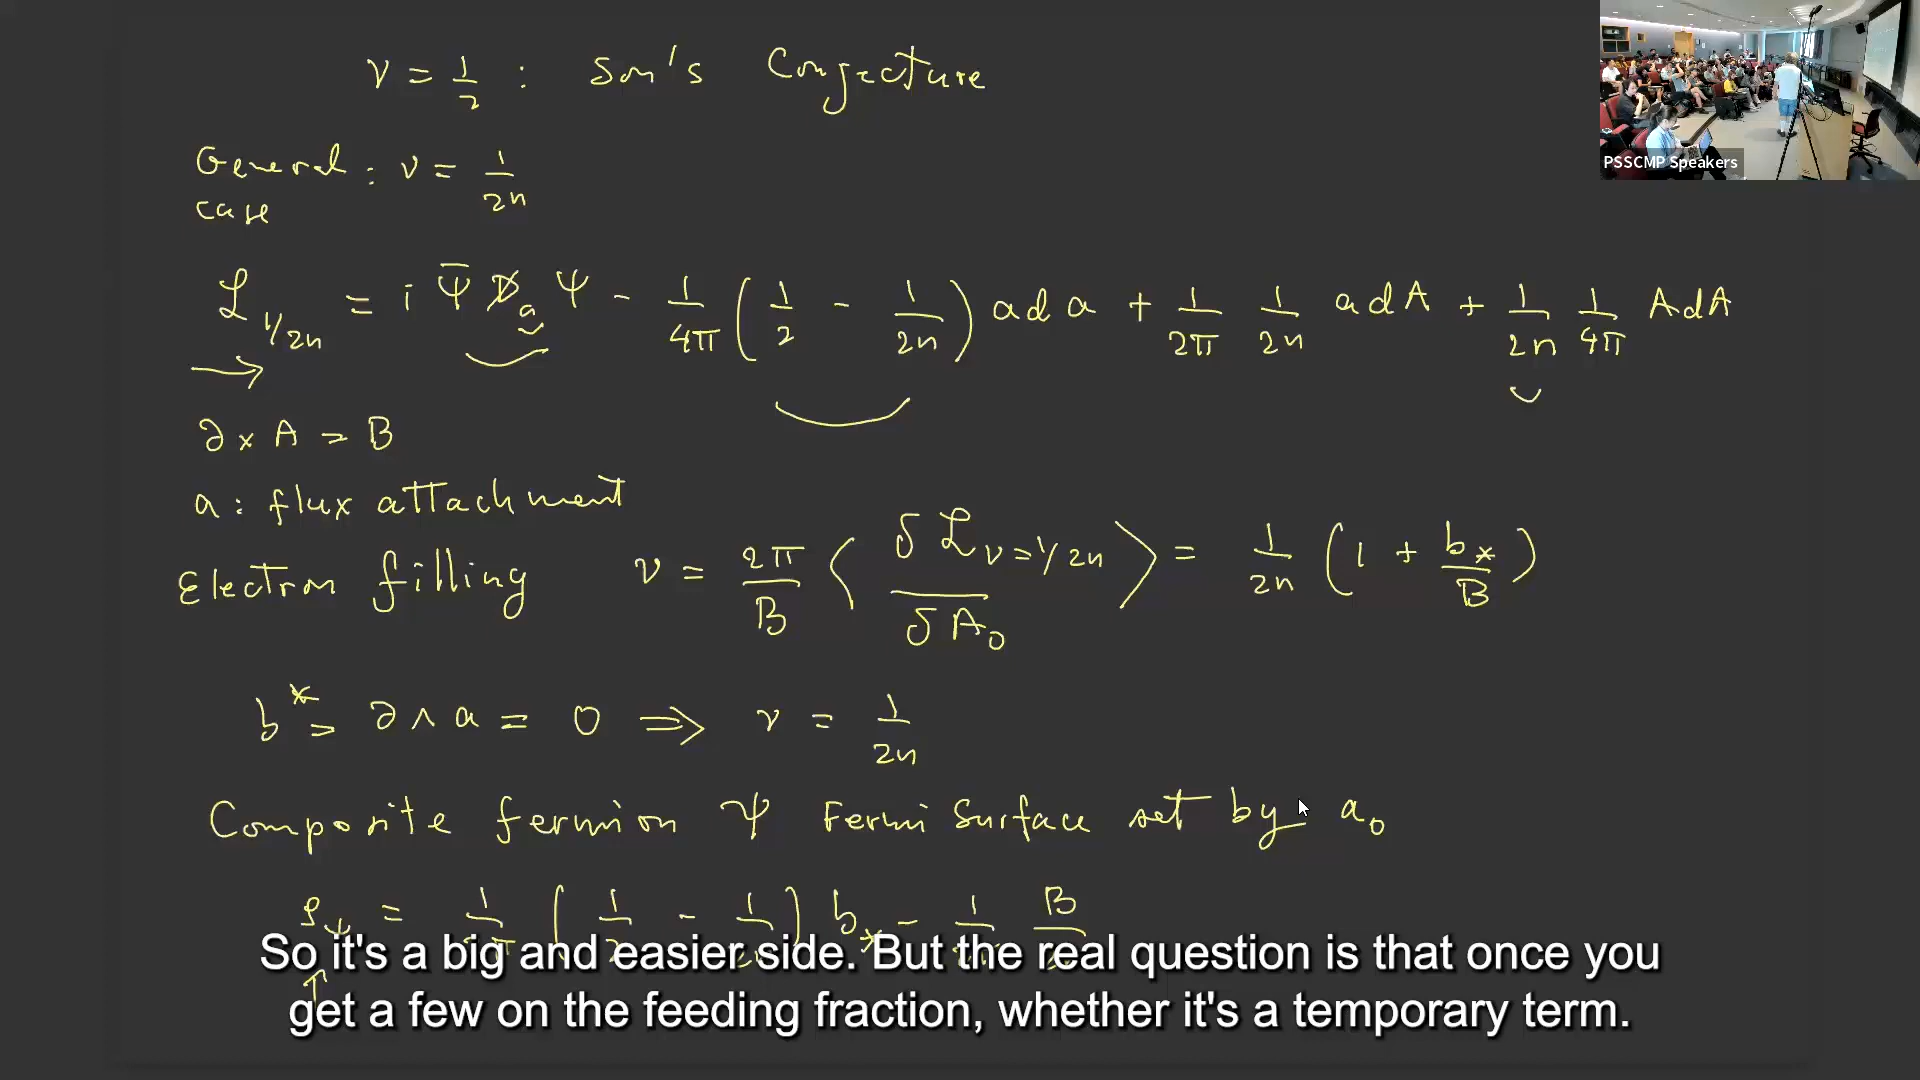 ν = 1/2 : Son's Conjecture
PSSCMP Speakers
General : ν = 1/2n
case
ℒ_{1/2n} = i Ψ̄ D̸_a Ψ - 1/4π (1/2 - 1/2n) a d a + 1/2π 1/2n a d A + 1/2n 1/4π A d A
∂ × A = B
a : flux attachment
Electron filling ν = 2π/B ⟨ δℒ_{ν=1/2n} / δA_0 ⟩ = 1/2n (1 + b_*/B)
b^* = ∂ ∧ a = 0 ⇒ ν = 1/2n
Composite fermion Ψ Fermi Surface set by a_0
ρ_Ψ = (1/2 - 1/) b_* - B
So it's a big and easier side. But the real question is that once you
get a few on the feeding fraction, whether it's a temporary term.